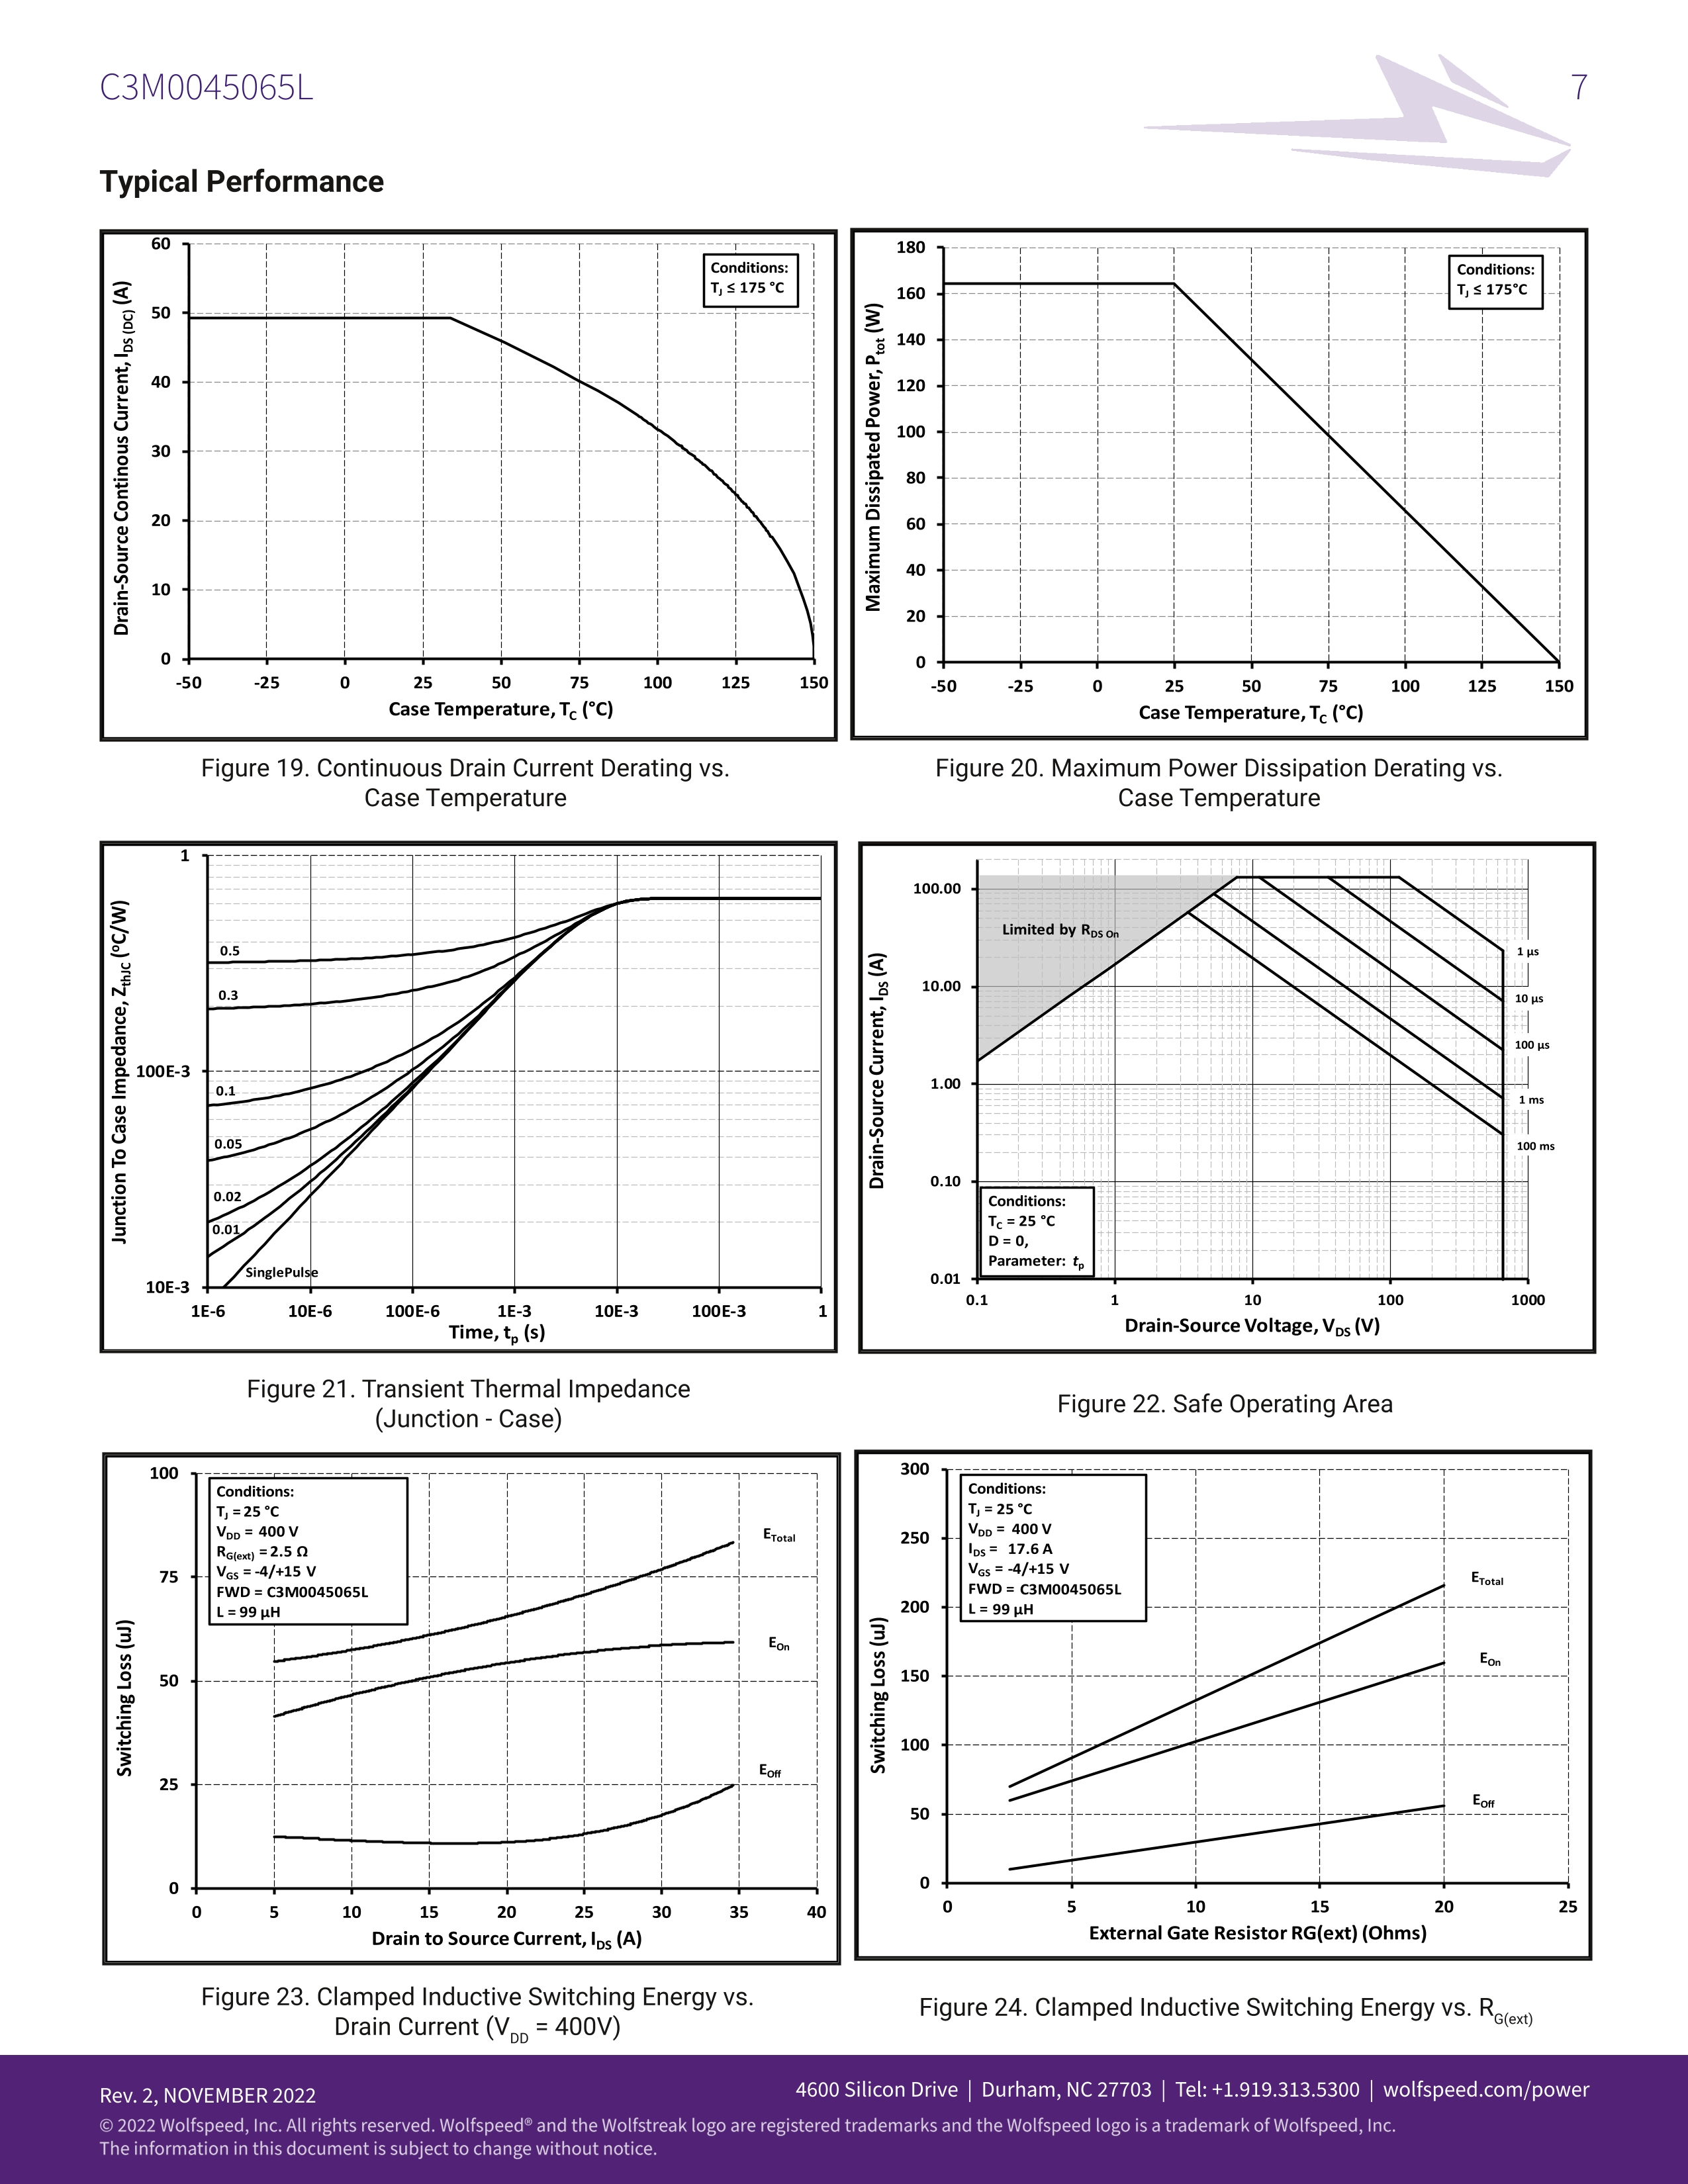 C3M0045065L
7
Typical Performance
60
50
40
30
20
10
0
-50 -25 0 25 50 75 100 125 150
Drain-Source Continous Current, IDS (DC) (A)
Case Temperature, TC (°C)
Conditions:
TJ ≤ 175 °C
Figure 19. Continuous Drain Current Derating vs.
Case Temperature
180
160
140
120
100
80
60
40
20
0
-50 -25 0 25 50 75 100 125 150
Maximum Dissipated Power, Ptot (W)
Case Temperature, TC (°C)
Conditions:
TJ ≤ 175°C
Figure 20. Maximum Power Dissipation Derating vs.
Case Temperature
1
100E-3
10E-3
1E-6 10E-6 100E-6 1E-3 10E-3 100E-3 1
Junction To Case Impedance, ZthJC (°C/W)
Time, tp (s)
0.5
0.3
0.1
0.05
0.02
0.01
SinglePulse
Figure 21. Transient Thermal Impedance
(Junction - Case)
100.00
10.00
1.00
0.10
0.01
0.1 1 10 100 1000
Drain-Source Current, IDS (A)
Drain-Source Voltage, VDS (V)
Limited by RDS On
1 µs
10 µs
100 µs
1 ms
100 ms
Conditions:
TC = 25 °C
D = 0,
Parameter: tp
Figure 22. Safe Operating Area
100
75
50
25
0
0 5 10 15 20 25 30 35 40
Switching Loss (uJ)
Drain to Source Current, IDS (A)
Conditions:
TJ = 25 °C
VDD = 400 V
RG(ext) = 2.5 Ω
VGS = -4/+15 V
FWD = C3M0045065L
L = 99 µH
ETotal
EOn
EOff
Figure 23. Clamped Inductive Switching Energy vs.
Drain Current (VDD = 400V)
300
250
200
150
100
50
0
0 5 10 15 20 25
Switching Loss (uJ)
External Gate Resistor RG(ext) (Ohms)
Conditions:
TJ = 25 °C
VDD = 400 V
IDS = 17.6 A
VGS = -4/+15 V
FWD = C3M0045065L
L = 99 µH
ETotal
EOn
EOff
Figure 24. Clamped Inductive Switching Energy vs. RG(ext)
Rev. 2, NOVEMBER 2022
4600 Silicon Drive | Durham, NC 27703 | Tel: +1.919.313.5300 | wolfspeed.com/power
© 2022 Wolfspeed, Inc. All rights reserved. Wolfspeed® and the Wolfstreak logo are registered trademarks and the Wolfspeed logo is a trademark of Wolfspeed, Inc.
The information in this document is subject to change without notice.